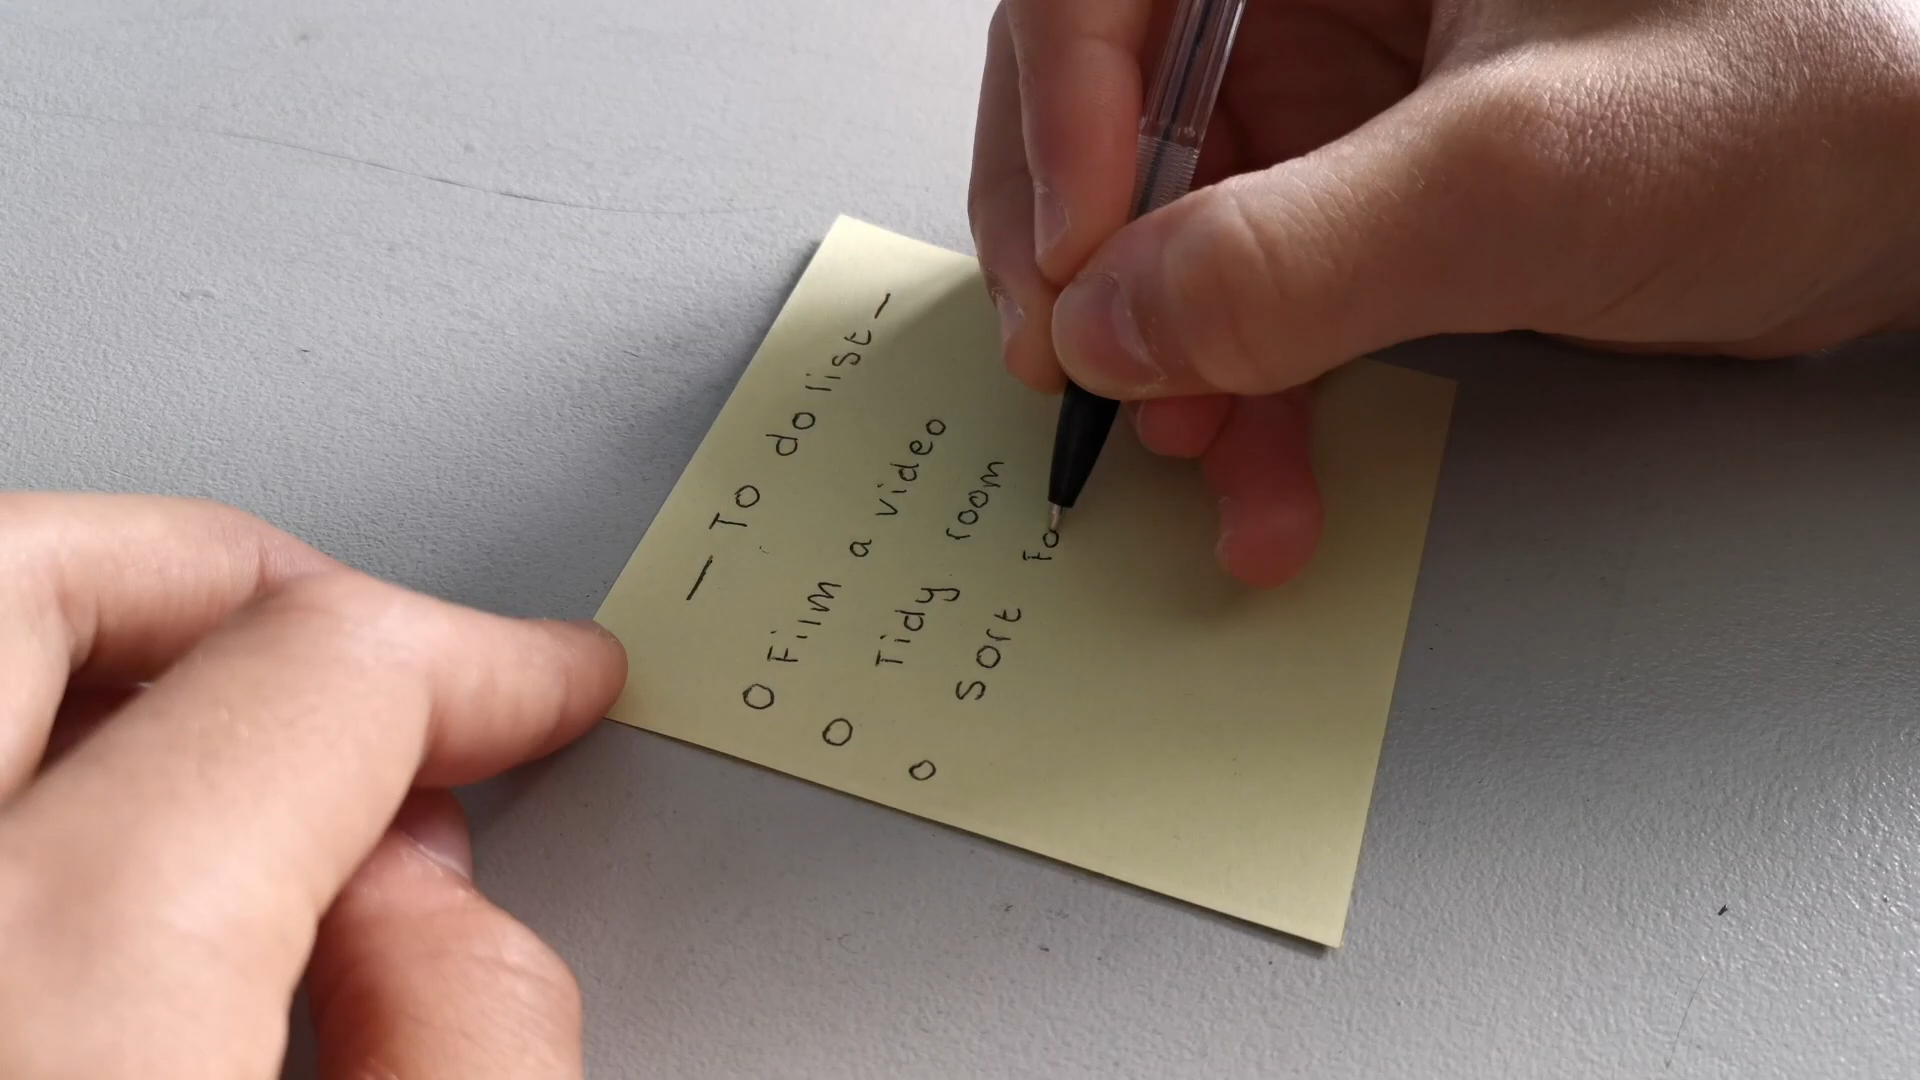 — To do list —
O Film a video
O Tidy room
O Sort Fo